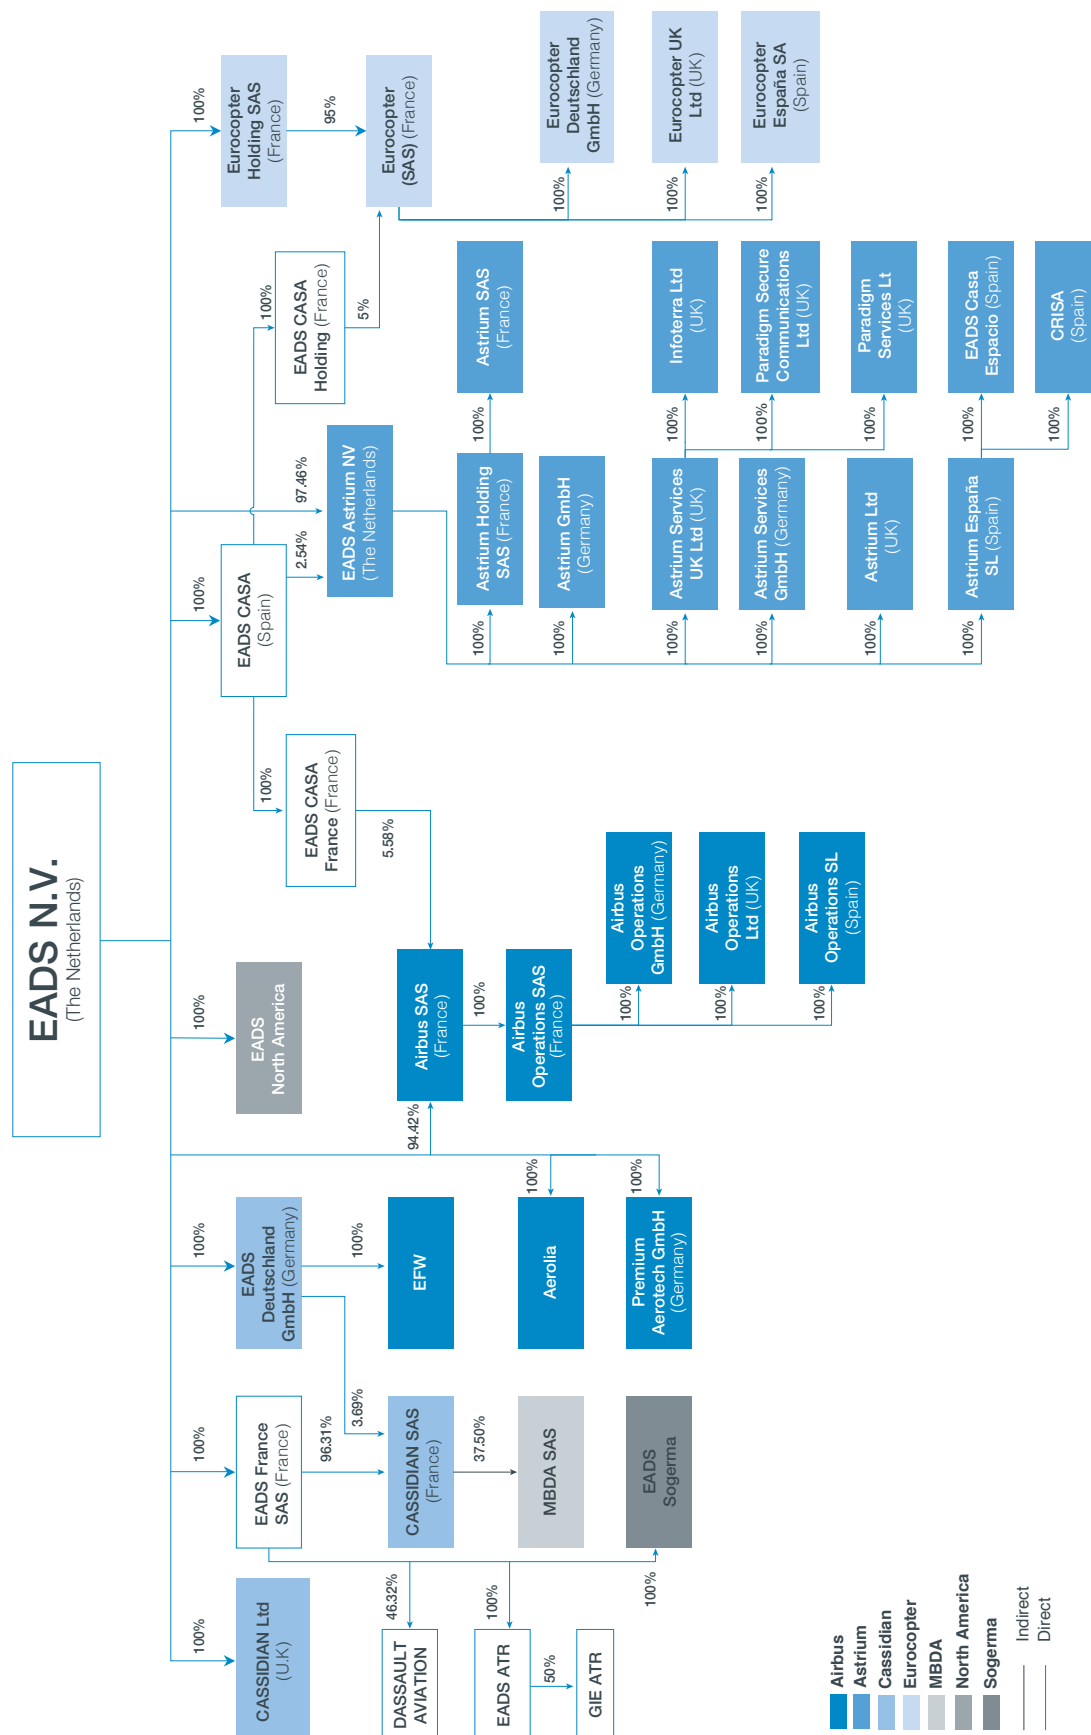 EADS N.V.
(The Netherlands)
100%
CASSIDIAN Ltd
(U.K)
100%
EADS France
SAS (France)
100%
EADS
Deutschland
GmbH (Germany)
100%
EADS
North America
100%
EADS CASA
(Spain)
100%
Eurocopter
Holding SAS
(France)
46.32%
DASSAULT
AVIATION
100%
EADS ATR
50%
GIE ATR
100%
EADS
Sogerma
96.31%
3.69%
CASSIDIAN SAS
(France)
37.50%
MBDA SAS
100%
EFW
100%
Aerolia
100%
Premium
Aerotech GmbH
(Germany)
94.42%
Airbus SAS
(France)
100%
Airbus
Operations SAS
(France)
100%
Airbus
Operations
GmbH (Germany)
100%
Airbus
Operations
Ltd (UK)
100%
Airbus
Operations SL
(Spain)
100%
EADS CASA
France (France)
5.58%
2.54%
97.46%
EADS Astrium NV
(The Netherlands)
100%
Astrium Holding
SAS (France)
100%
Astrium SAS
(France)
100%
Astrium GmbH
(Germany)
100%
Astrium Services
UK Ltd (UK)
100%
Infoterra Ltd
(UK)
100%
Paradigm Secure
Communications
Ltd (UK)
100%
Paradigm
Services Lt
(UK)
100%
Astrium Services
GmbH (Germany)
100%
Astrium Ltd
(UK)
100%
Astrium España
SL (Spain)
100%
EADS Casa
Espacio (Spain)
100%
CRISA
(Spain)
100%
EADS CASA
Holding (France)
5%
95%
Eurocopter
(SAS) (France)
100%
Eurocopter
Deutschland
GmbH (Germany)
100%
Eurocopter UK
Ltd (UK)
100%
Eurocopter
España SA
(Spain)
Airbus
Astrium
Cassidian
Eurocopter
MBDA
North America
Sogerma
Indirect
Direct